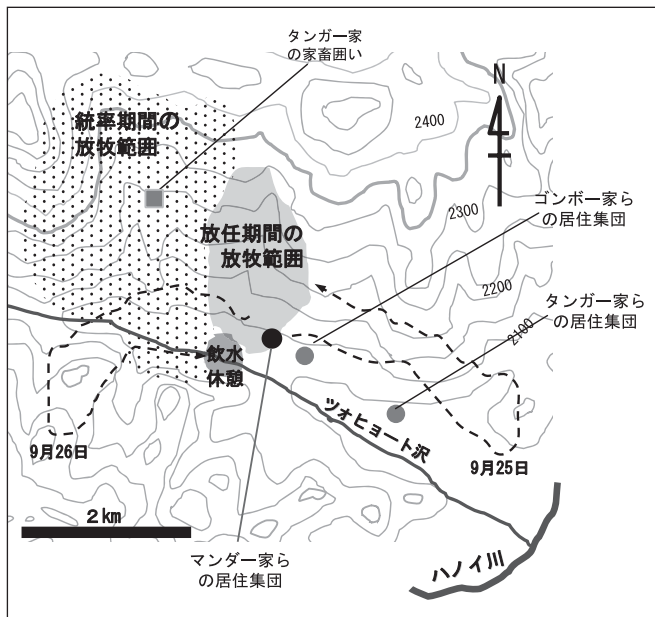 タンガー家
の家畜囲い
N
統率期間の
放牧範囲
2400
ゴンボー家ら
の居住集団
2300
放任期間の
放牧範囲
2200
タンガー家ら
の居住集団
2100
飲水
休憩
ツォヒョート沢
9月26日
9月25日
2km
マンダー家ら
の居住集団
ハノイ川